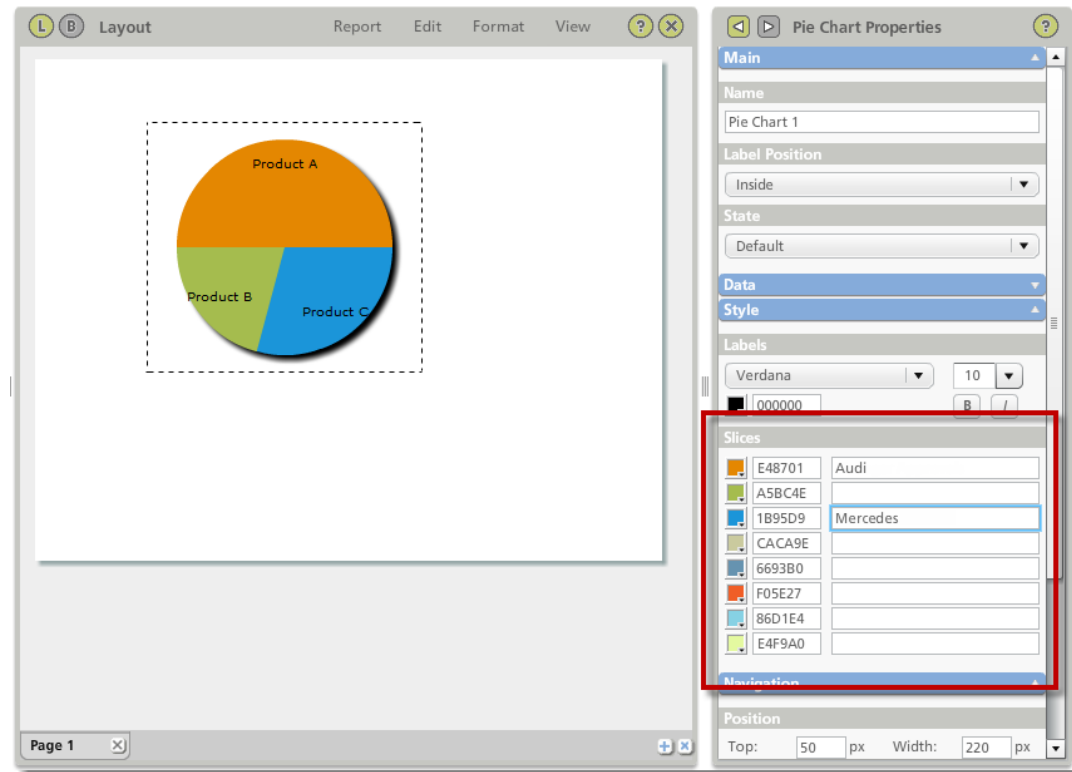 L B Layout Report Edit Format View ? X
Product A
Product B
Product C
Page 1
Pie Chart Properties ?
Main
Name
Pie Chart 1
Label Position
Inside
State
Default
Data
Style
Labels
Verdana 10
000000 B I
Slices
E48701 Audi
A5BC4E
1B95D9 Mercedes
CACA9E
6693B0
F05E27
86D1E4
E4F9A0
Navigation
Position
Top: 50 px Width: 220 px